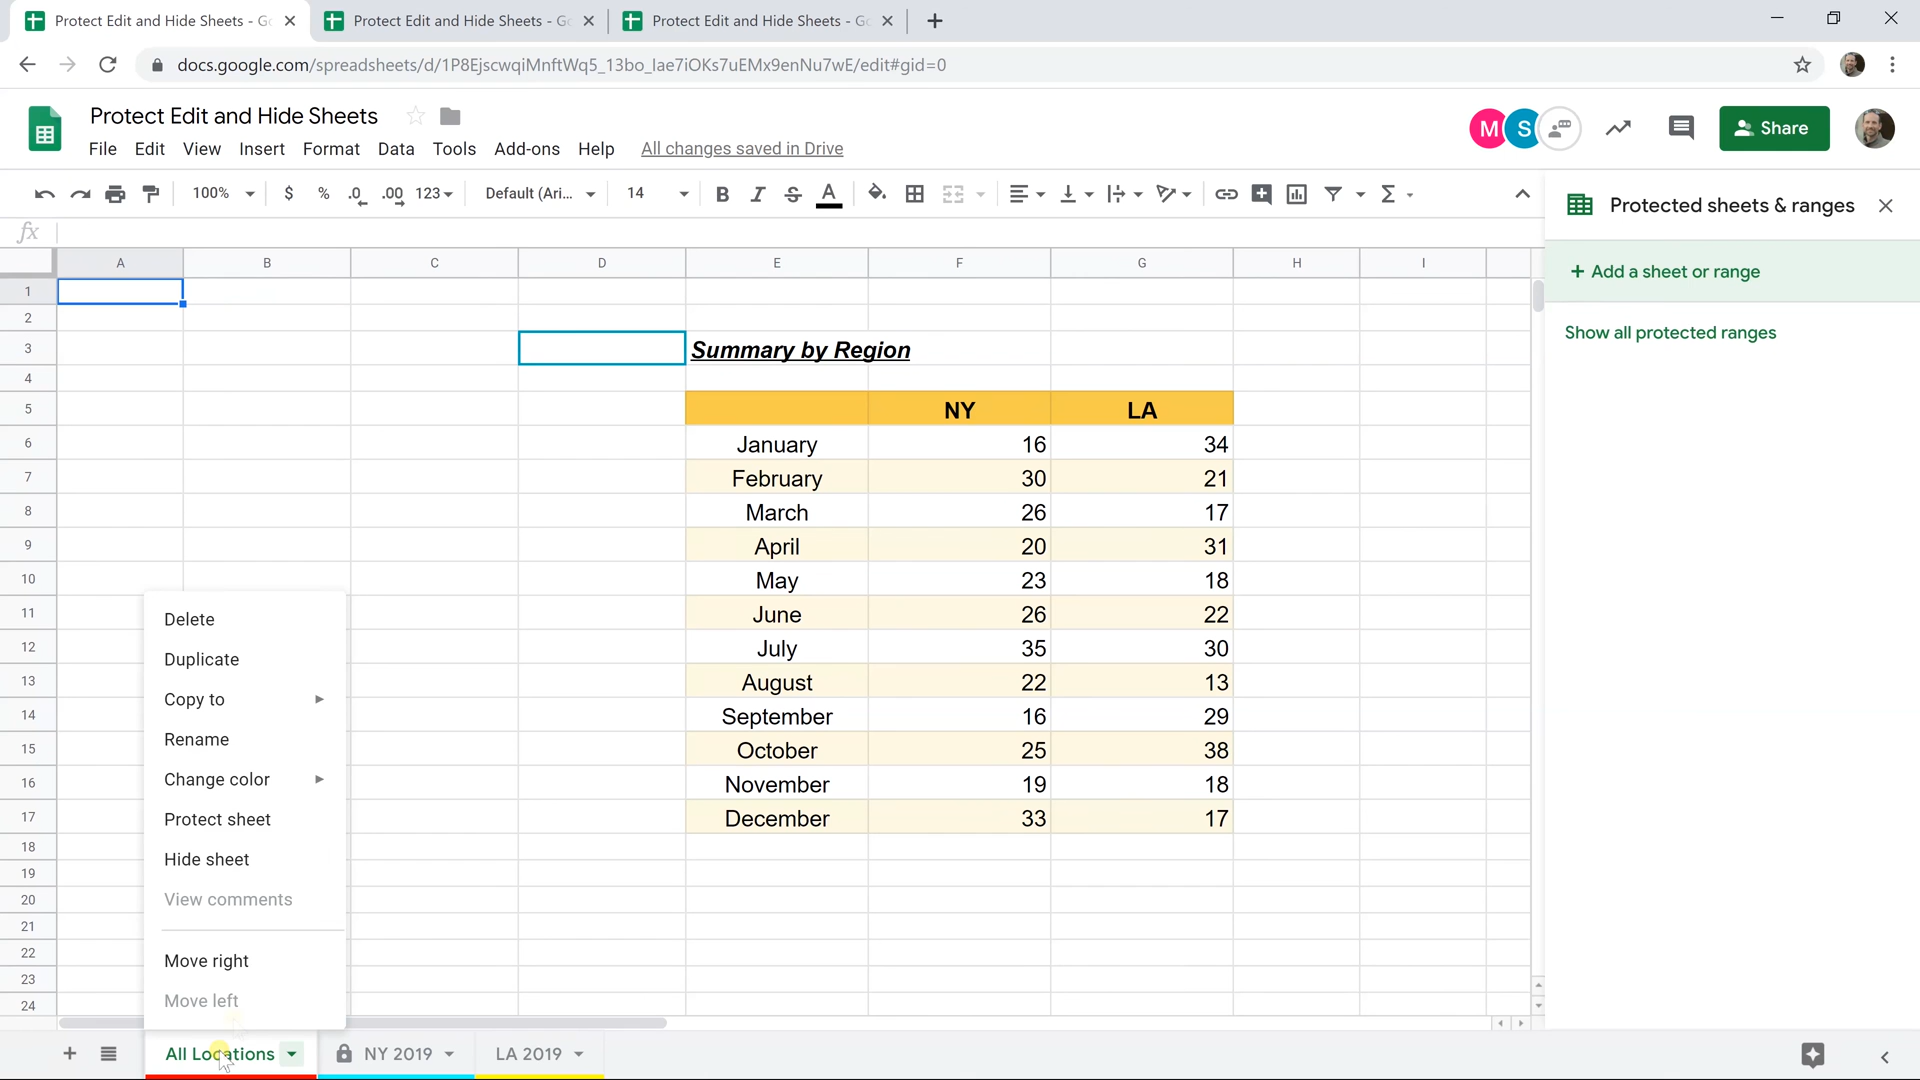 Protect Edit and Hide Sheets - Go
Protect Edit and Hide Sheets - Go
Protect Edit and Hide Sheets - Go
docs.google.com/spreadsheets/d/1P8EjscwqiMnftWq5_13bo_lae7iOKs7uEMx9enNu7wE/edit#gid=0
Protect Edit and Hide Sheets
M S
Share
File Edit View Insert Format Data Tools Add-ons Help All changes saved in Drive
100% $ % .0 .00 123 Default (Ari... 14 B I S A Σ
fx
Protected sheets & ranges
+ Add a sheet or range
Show all protected ranges
A B C D E F G H I
1
2
3 Summary by Region
4
5 NY LA
6 January 16 34
7 February 30 21
8 March 26 17
9 April 20 31
10 May 23 18
11 June 26 22
12 July 35 30
13 August 22 13
14 September 16 29
15 October 25 38
16 November 19 18
17 December 33 17
18
19
20
21
22
23
24
Delete
Duplicate
Copy to
Rename
Change color
Protect sheet
Hide sheet
View comments
Move right
Move left
All Locations NY 2019 LA 2019